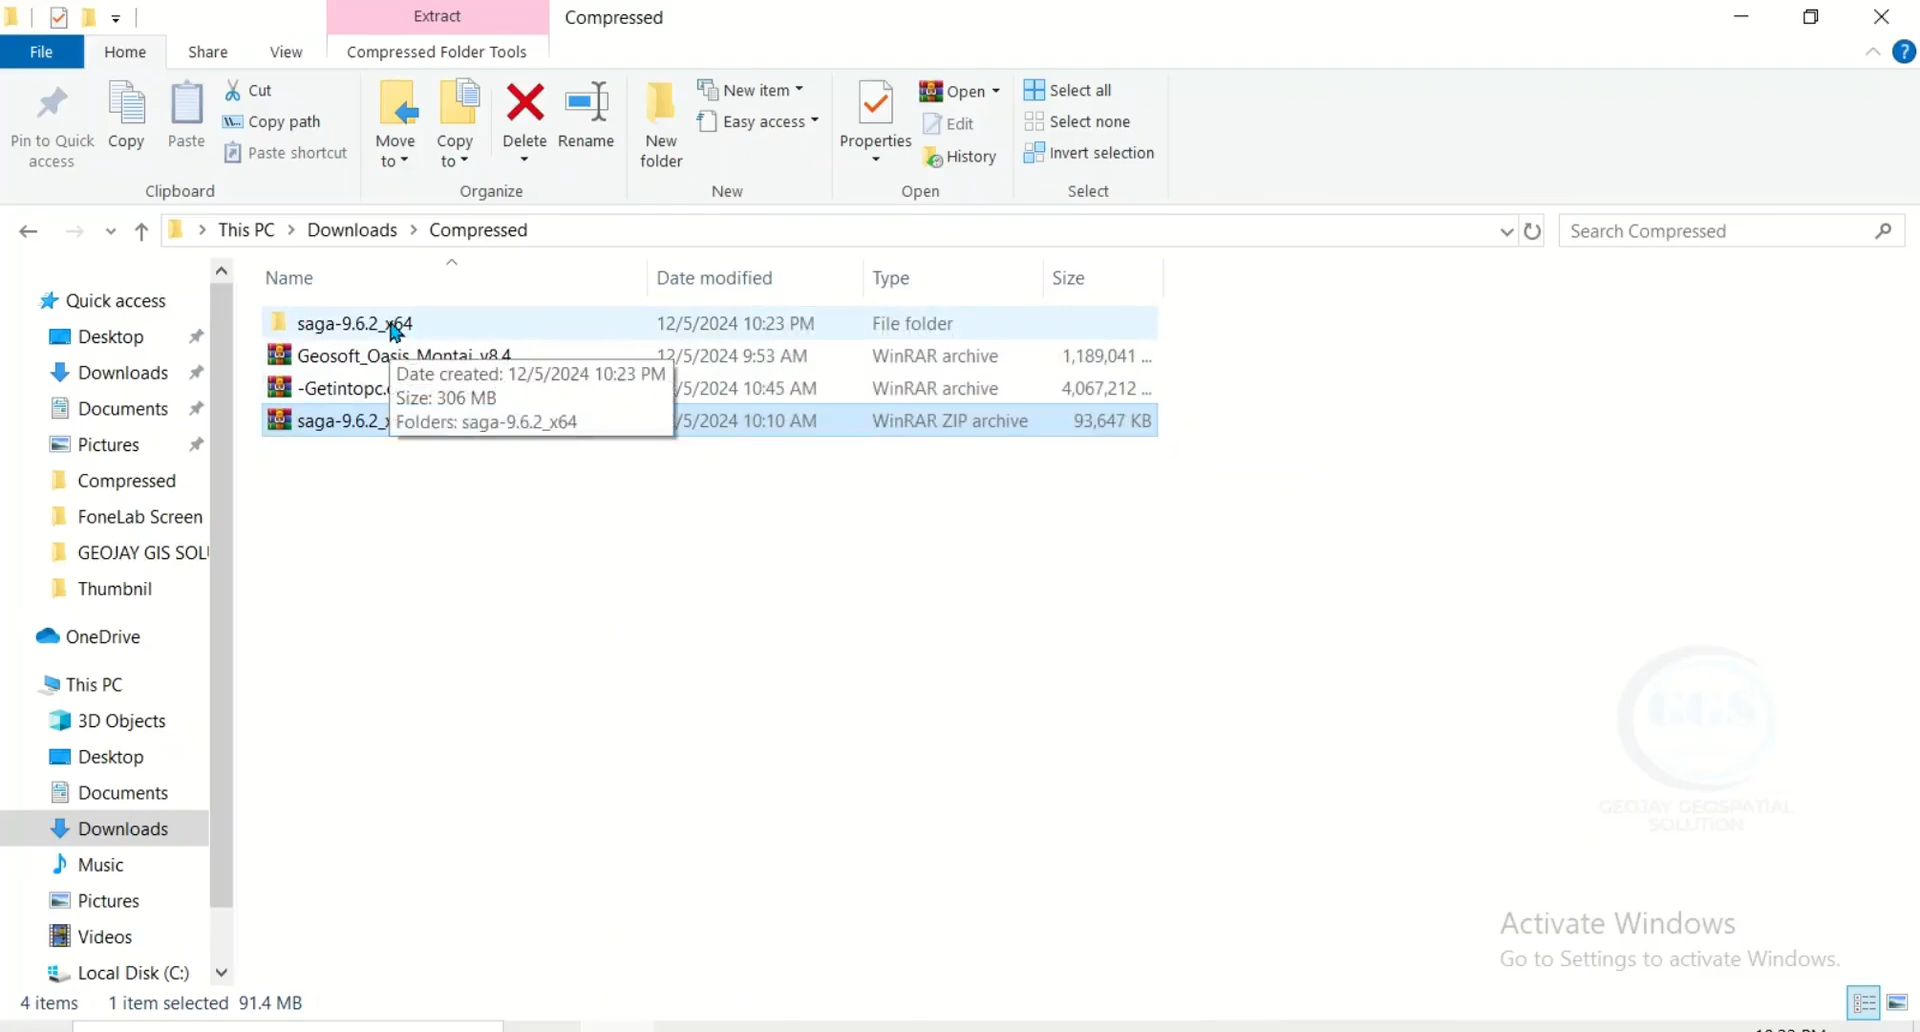 Extract
Compressed
File
Home
Share
View
Compressed Folder Tools
Pin to Quick access
Copy
Paste
Cut
Copy path
Paste shortcut
Clipboard
Move to
Copy to
Delete
Rename
Organize
New folder
New item
Easy access
New
Properties
Open
Edit
History
Open
Select all
Select none
Invert selection
Select
This PC > Downloads > Compressed
Search Compressed
Name
Date modified
Type
Size
saga-9.6.2_x64 12/5/2024 10:23 PM File folder
Geosoft_Oasis_Montaj_v8.4 12/5/2024 9:53 AM WinRAR archive 1,189,041 ...
-Getintopc. /5/2024 10:45 AM WinRAR archive 4,067,212 ...
saga-9.6.2_x /5/2024 10:10 AM WinRAR ZIP archive 93,647 KB
Date created: 12/5/2024 10:23 PM
Size: 306 MB
Folders: saga-9.6.2_x64
Quick access
Desktop
Downloads
Documents
Pictures
Compressed
FoneLab Screen
GEOJAY GIS SOLU
Thumbnil
OneDrive
This PC
3D Objects
Desktop
Documents
Downloads
Music
Pictures
Videos
Local Disk (C:)
GGS
GEOJAY GEOSPATIAL
SOLUTION
Activate Windows
Go to Settings to activate Windows.
4 items 1 item selected 91.4 MB